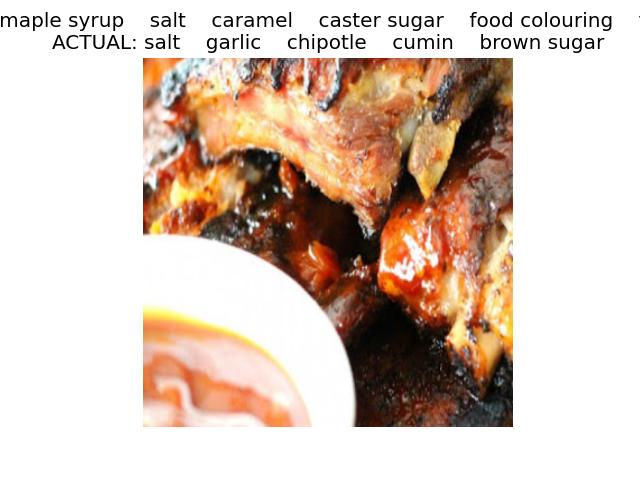 maple syrup salt caramel caster sugar food colouring
ACTUAL: salt garlic chipotle cumin brown sugar